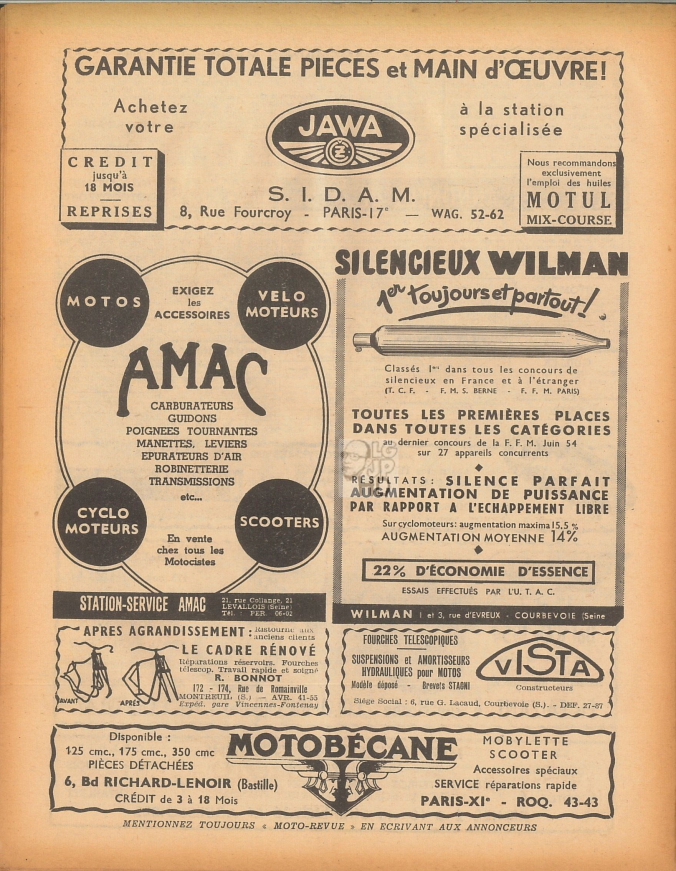 GARANTIE TOTALE PIECES et MAIN d'ŒUVRE!
Achetez
votre
JAWA
à la station
spécialisée
CREDIT
jusqu'à
18 MOIS
REPRISES
Nous recommandons
exclusivement
l'emploi des huiles
MOTUL
MIX-COURSE
S. I. D. A. M.
8, Rue Fourcroy - PARIS-17e — WAG. 52-62
MOTOS
EXIGEZ
les
ACCESSOIRES
VELO
MOTEURS
AMAC
CARBURATEURS
GUIDONS
POIGNEES TOURNANTES
MANETTES, LEVIERS
EPURATEURS D'AIR
ROBINETTERIE
TRANSMISSIONS
etc...
CYCLO
MOTEURS
SCOOTERS
En vente
chez tous les
Motocistes
STATION-SERVICE AMAC
21, rue Collange, 21
LEVALLOIS (Seine)
Tél. : PER. 06-02
SILENCIEUX WILMAN
1er toujours et partout!
Classés 1ers dans tous les concours de
silencieux en France et à l'étranger
(T. C. F. - F. M. S. BERNE - F. F. M. PARIS)
TOUTES LES PREMIÈRES PLACES
DANS TOUTES LES CATÉGORIES
au dernier concours de la F. F. M. Juin 54
sur 27 appareils concurrents
RÉSULTATS: SILENCE PARFAIT
AUGMENTATION DE PUISSANCE
PAR RAPPORT A L'ECHAPPEMENT LIBRE
Sur cyclomoteurs: augmentation maxima 15,5 %
AUGMENTATION MOYENNE 14%
22% D'ÉCONOMIE D'ESSENCE
ESSAIS EFFECTUÉS PAR L'U. T. A. C.
WILMAN 1 et 3, rue d'EVREUX - COURBEVOIE (Seine
LG
JP
APRES AGRANDISSEMENT: Ristourne aux
anciens clients
LE CADRE RÉNOVÉ
Réparations réservoirs. Fourches
télescop. Travail rapide et soigné
R. BONNOT
172 - 174, Rue de Romainville
MONTREUIL (S.) — AVR. 41-55
Expéd. gare Vincennes-Fontenay
AVANT
APRÈS
FOURCHES TELESCOPIQUES
SUSPENSIONS et AMORTISSEURS
HYDRAULIQUES pour MOTOS
Modèle déposé - Brevets STAGNI
VISTA
Constructeurs
Siège Social : 6, rue G. Lacaud, Courbevoie (S.). - DEF. 27-87
Disponible :
125 cmc., 175 cmc., 350 cmc
PIÈCES DÉTACHÉES
6, Bd RICHARD-LENOIR (Bastille)
CRÉDIT de 3 à 18 Mois
MOTOBÉCANE
MOBYLETTE
SCOOTER
Accessoires spéciaux
SERVICE réparations rapide
PARIS-XIe - ROQ. 43-43
MENTIONNEZ TOUJOURS « MOTO-REVUE » EN ECRIVANT AUX ANNONCEURS